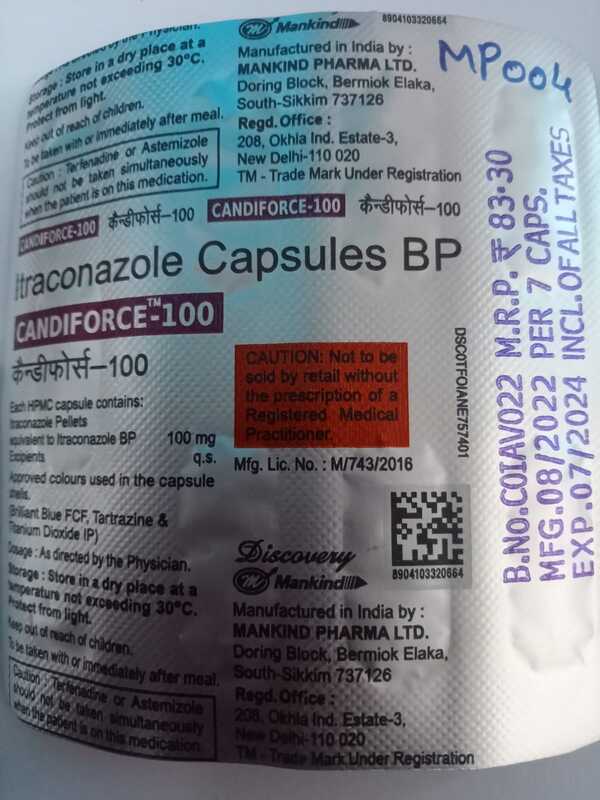 the Physician.
Storage : Store in a dry place at a
temperature not exceeding 30°C.
Protect from light.
Keep out of reach of children.
To be taken with or immediately after meal.
Caution : Terfenadine or Astemizole
should not be taken simultaneously
when the patient is on this medication.
Mankind
Manufactured in India by :
MANKIND PHARMA LTD.
Doring Block, Bermiok Elaka,
South-Sikkim 737126
Regd. Office :
208, Okhla Ind. Estate-3,
New Delhi-110 020
TM - Trade Mark Under Registration
8904103320664
MP004
CANDIFORCE-100 कैन्डीफोर्स-100 CANDIFORCE-100 कैन्डीफोर्स-100
Itraconazole Capsules BP
CANDIFORCE™-100
कैन्डीफोर्स-100
Each HPMC capsule contains:
Itraconazole Pellets
equivalent to Itraconazole BP 100 mg
Excipients q.s.
Approved colours used in the capsule
shells.
(Brilliant Blue FCF, Tartrazine &
Titanium Dioxide IP)
Dosage : As directed by the Physician.
Storage : Store in a dry place at a
temperature not exceeding 30°C.
Protect from light.
Keep out of reach of children.
To be taken with or immediately after meal.
Caution : Terfenadine or Astemizole
should not be taken simultaneously
when the patient is on this medication.
CAUTION: Not to be
sold by retail without
the prescription of a
Registered Medical
Practitioner.
Mfg. Lic. No. : M/743/2016
Discovery
Mankind
Manufactured in India by :
MANKIND PHARMA LTD.
Doring Block, Bermiok Elaka,
South-Sikkim 737126
Regd. Office :
208, Okhla Ind. Estate-3,
New Delhi-110 020
TM - Trade Mark Under Registration
8904103320664
DSCOTFOIANE757401
B.No.COIAV022 M.R.P. ₹ 83.30
MFG.08/2022 PER 7 CAPS.
EXP.07/2024 INCL.OF ALL TAXES